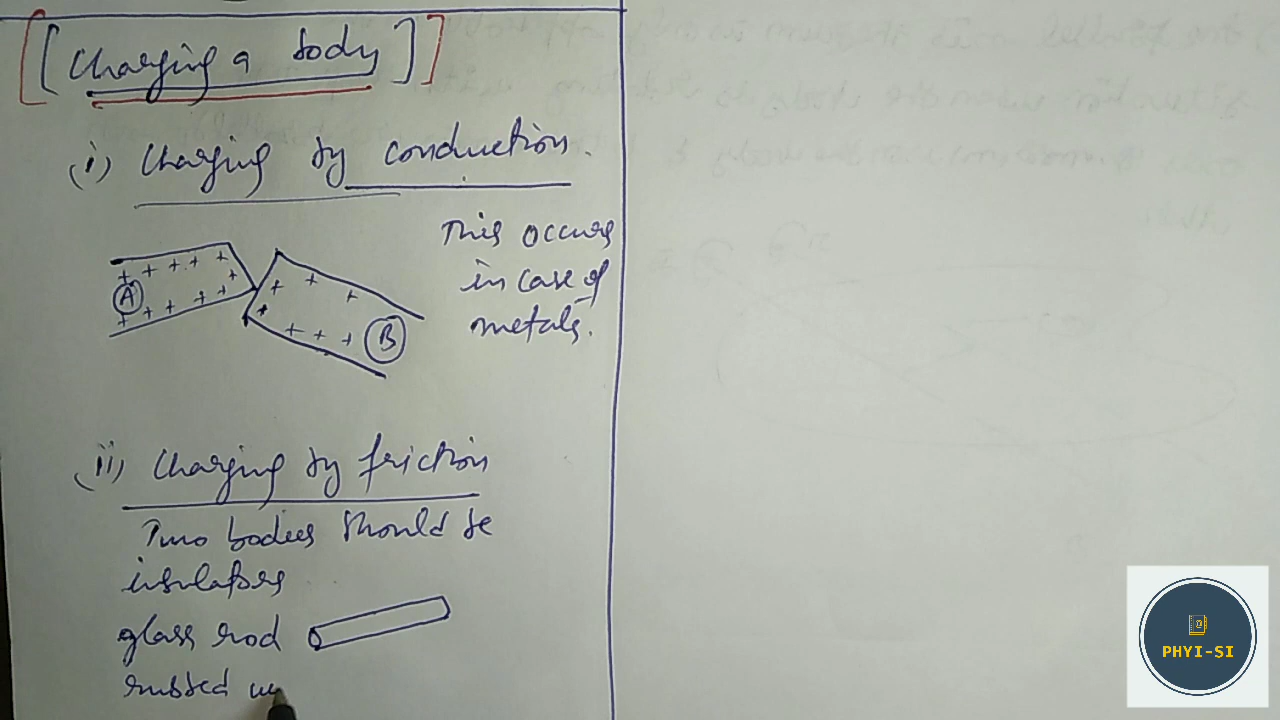 [[Charging a body]]
(i) Charging by conduction.
This occurs
in case of
metals.
+ + + + +
+ + + + + +
A
+ + +
+ + + +
B
(ii) Charging by friction
Two bodies should be
insulators
glass rod
rubbed
PHYI-SI